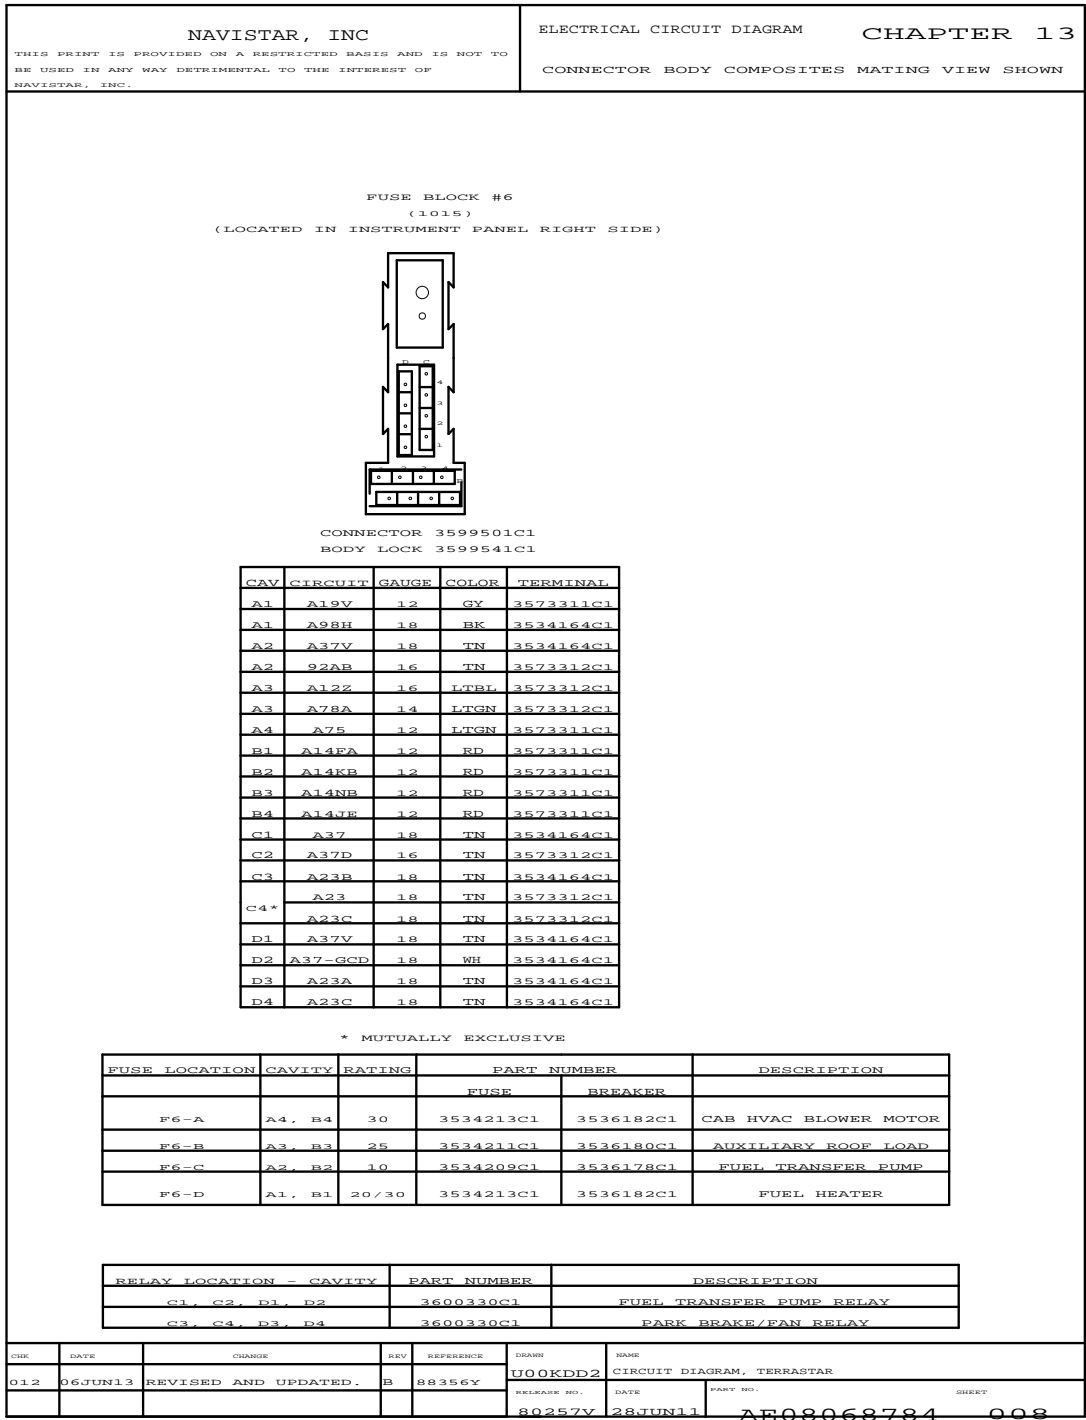 NAVISTAR, INC
THIS PRINT IS PROVIDED ON A RESTRICTED BASIS AND IS NOT TO
BE USED IN ANY WAY DETRIMENTAL TO THE INTEREST OF
NAVISTAR, INC.
ELECTRICAL CIRCUIT DIAGRAM CHAPTER 13
CONNECTOR BODY COMPOSITES MATING VIEW SHOWN
FUSE BLOCK #6
(1015)
(LOCATED IN INSTRUMENT PANEL RIGHT SIDE)
D C
4
3
2
1
1 2 3 4
B
CONNECTOR 3599501C1
BODY LOCK 3599541C1
CAV CIRCUIT GAUGE COLOR TERMINAL
A1 A19V 12 GY 3573311C1
A1 A98H 18 BK 3534164C1
A2 A37V 18 TN 3534164C1
A2 92AB 16 TN 3573312C1
A3 A12Z 16 LTBL 3573312C1
A3 A78A 14 LTGN 3573312C1
A4 A75 12 LTGN 3573311C1
B1 A14FA 12 RD 3573311C1
B2 A14KB 12 RD 3573311C1
B3 A14NB 12 RD 3573311C1
B4 A14JE 12 RD 3573311C1
C1 A37 18 TN 3534164C1
C2 A37D 16 TN 3573312C1
C3 A23B 18 TN 3534164C1
C4* A23 18 TN 3573312C1
A23C 18 TN 3573312C1
D1 A37V 18 TN 3534164C1
D2 A37-GCD 18 WH 3534164C1
D3 A23A 18 TN 3534164C1
D4 A23C 18 TN 3534164C1
* MUTUALLY EXCLUSIVE
FUSE LOCATION CAVITY RATING PART NUMBER DESCRIPTION
FUSE BREAKER
F6-A A4, B4 30 3534213C1 3536182C1 CAB HVAC BLOWER MOTOR
F6-B A3, B3 25 3534211C1 3536180C1 AUXILIARY ROOF LOAD
F6-C A2, B2 10 3534209C1 3536178C1 FUEL TRANSFER PUMP
F6-D A1, B1 20/30 3534213C1 3536182C1 FUEL HEATER
RELAY LOCATION - CAVITY PART NUMBER DESCRIPTION
C1, C2, D1, D2 3600330C1 FUEL TRANSFER PUMP RELAY
C3, C4, D3, D4 3600330C1 PARK BRAKE/FAN RELAY
CHK DATE CHANGE REV REFERENCE DRAWN NAME
012 06JUN13 REVISED AND UPDATED. B 88356Y U00KDD2 CIRCUIT DIAGRAM, TERRASTAR
RELEASE NO. DATE PART NO. SHEET
80257V 28JUN11 AE08068784 008